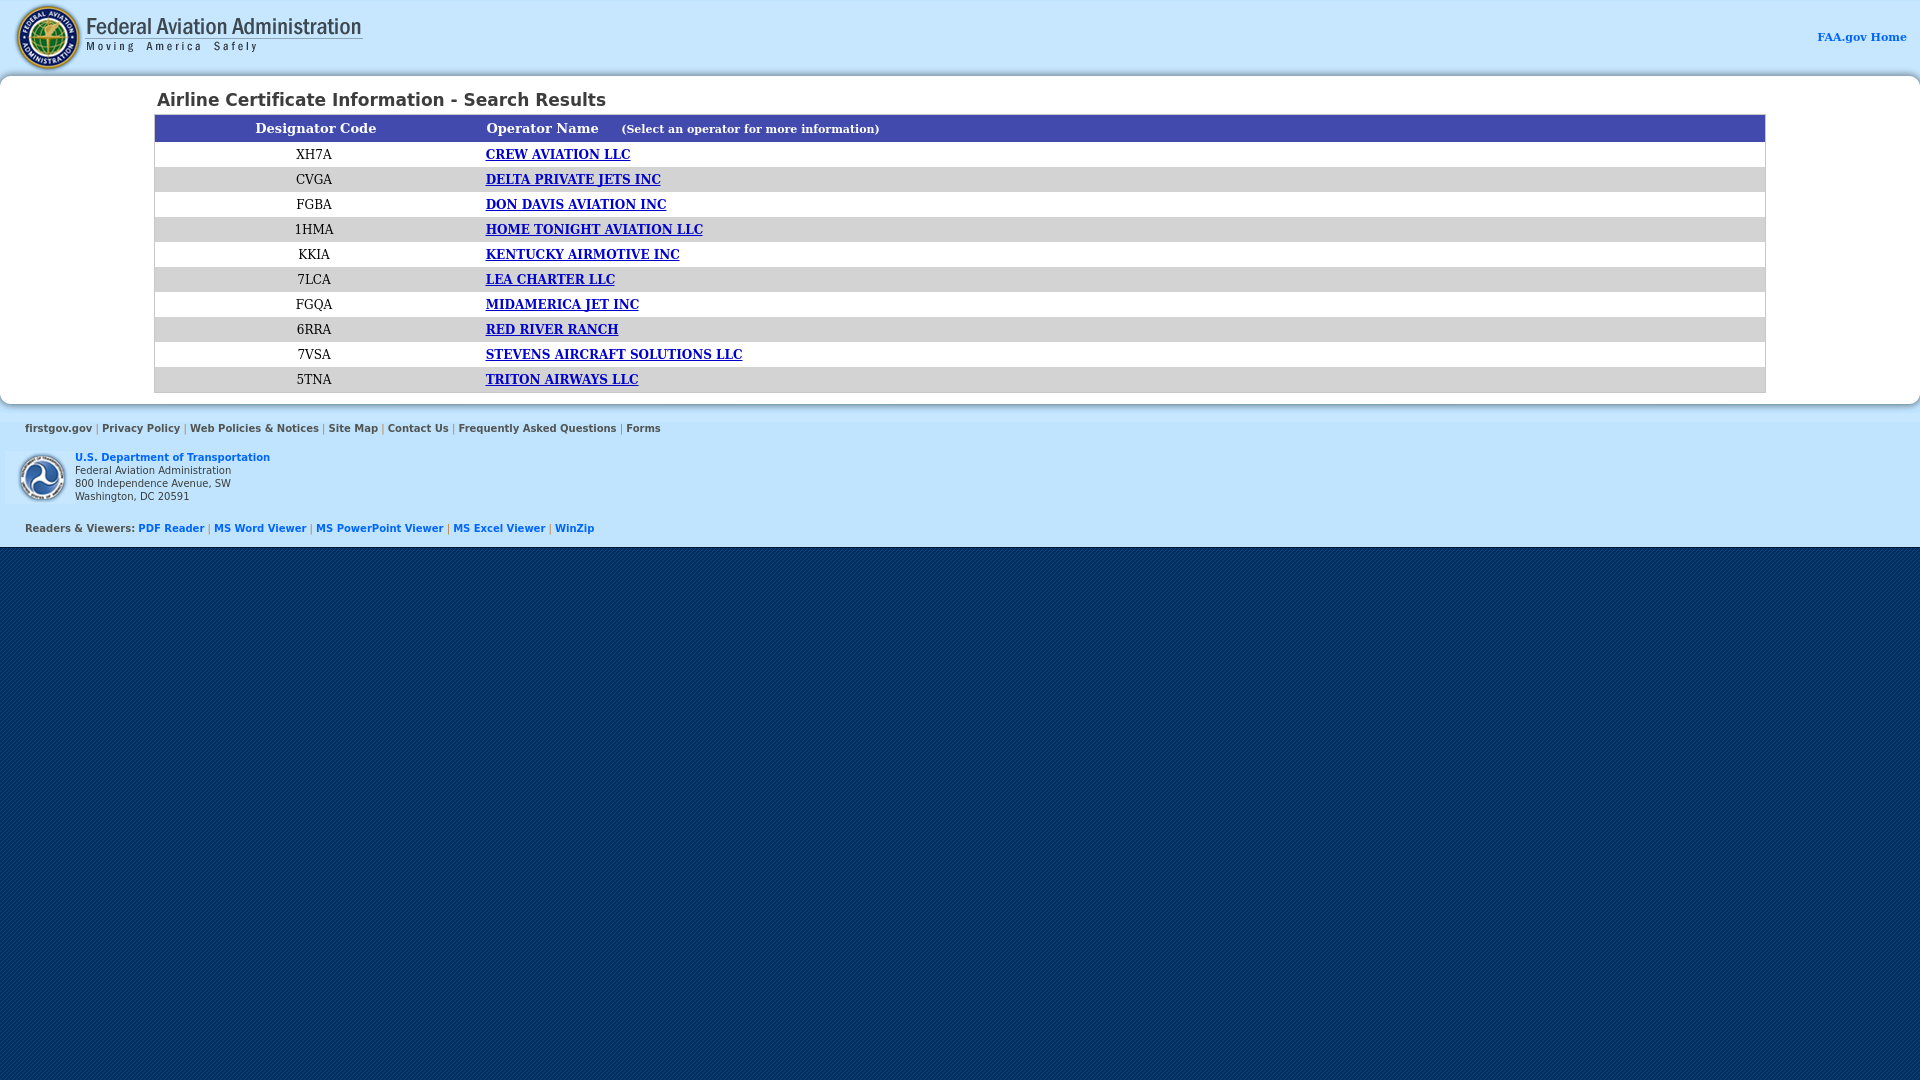 Federal Aviation Administration
Moving America Safely
FAA.gov Home
Airline Certificate Information - Search Results
Designator Code Operator Name (Select an operator for more information)
XH7A CREW AVIATION LLC
CVGA DELTA PRIVATE JETS INC
FGBA DON DAVIS AVIATION INC
1HMA HOME TONIGHT AVIATION LLC
KKIA KENTUCKY AIRMOTIVE INC
7LCA LEA CHARTER LLC
FGQA MIDAMERICA JET INC
6RRA RED RIVER RANCH
7VSA STEVENS AIRCRAFT SOLUTIONS LLC
5TNA TRITON AIRWAYS LLC
firstgov.gov | Privacy Policy | Web Policies & Notices | Site Map | Contact Us | Frequently Asked Questions | Forms
U.S. Department of Transportation
Federal Aviation Administration
800 Independence Avenue, SW
Washington, DC 20591
Readers & Viewers: PDF Reader | MS Word Viewer | MS PowerPoint Viewer | MS Excel Viewer | WinZip